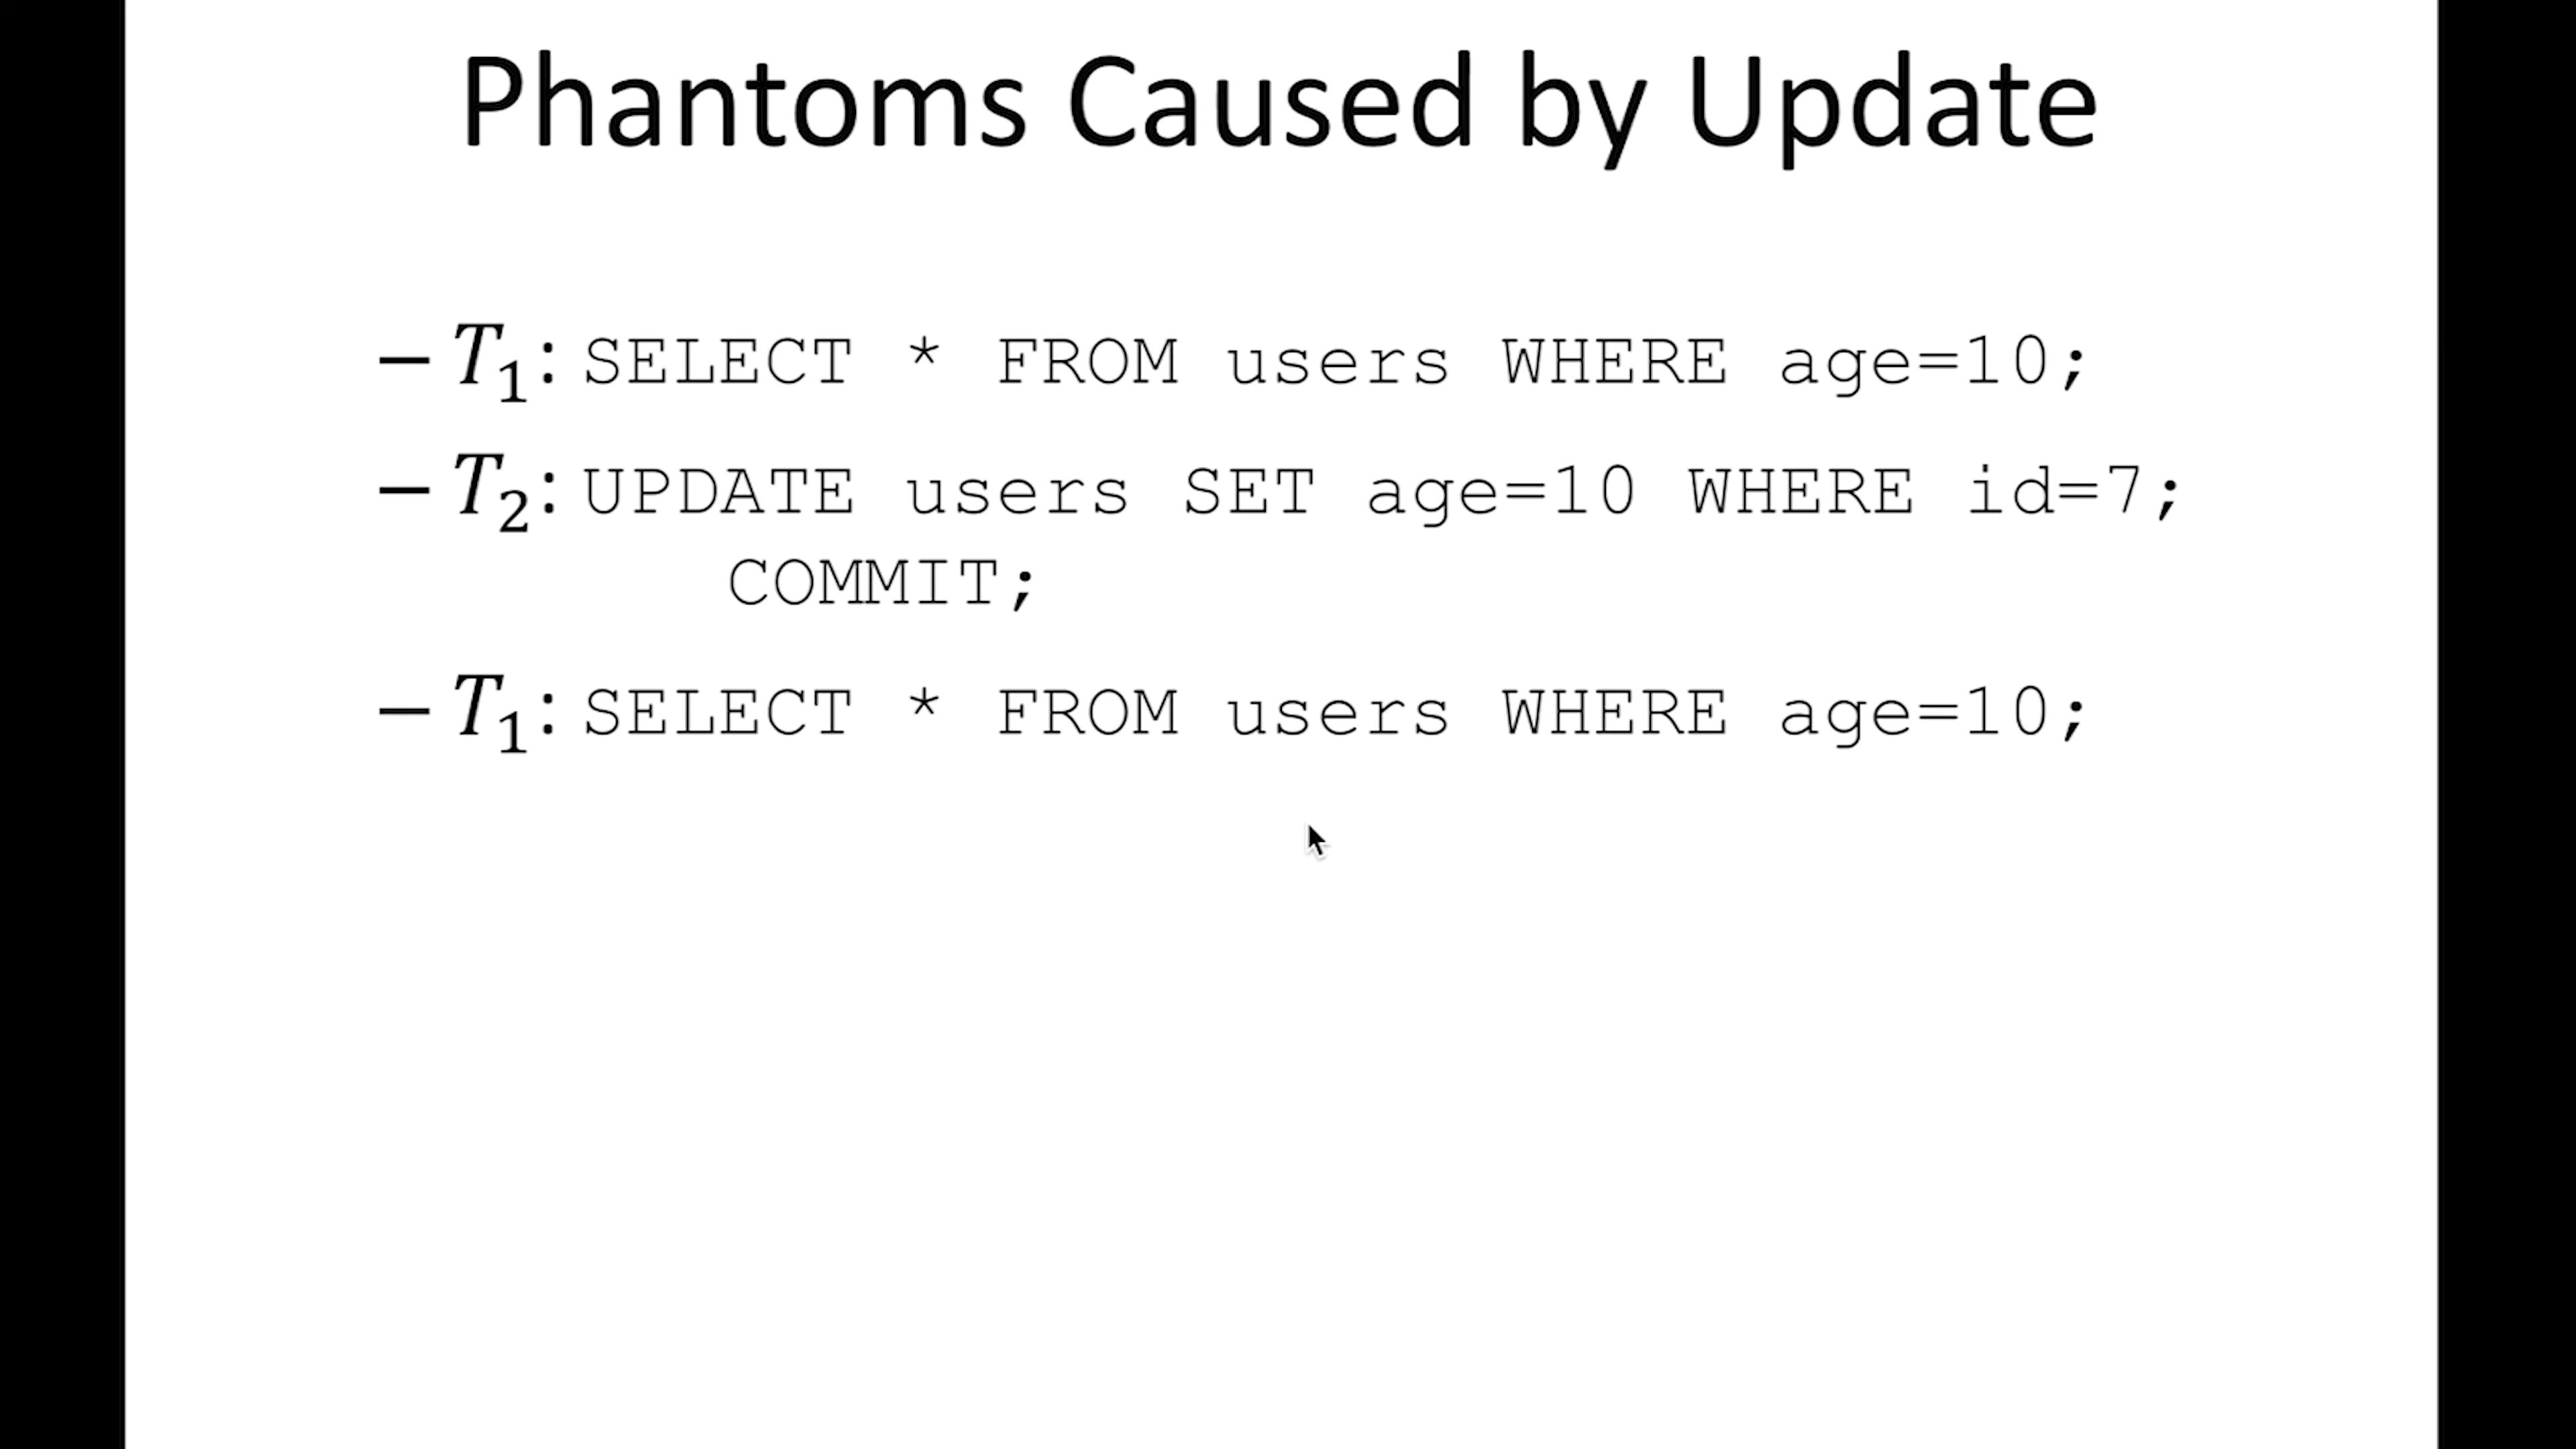 Phantoms Caused by Update
– T₁: SELECT * FROM users WHERE age=10;
– T₂: UPDATE users SET age=10 WHERE id=7;
COMMIT;
– T₁: SELECT * FROM users WHERE age=10;